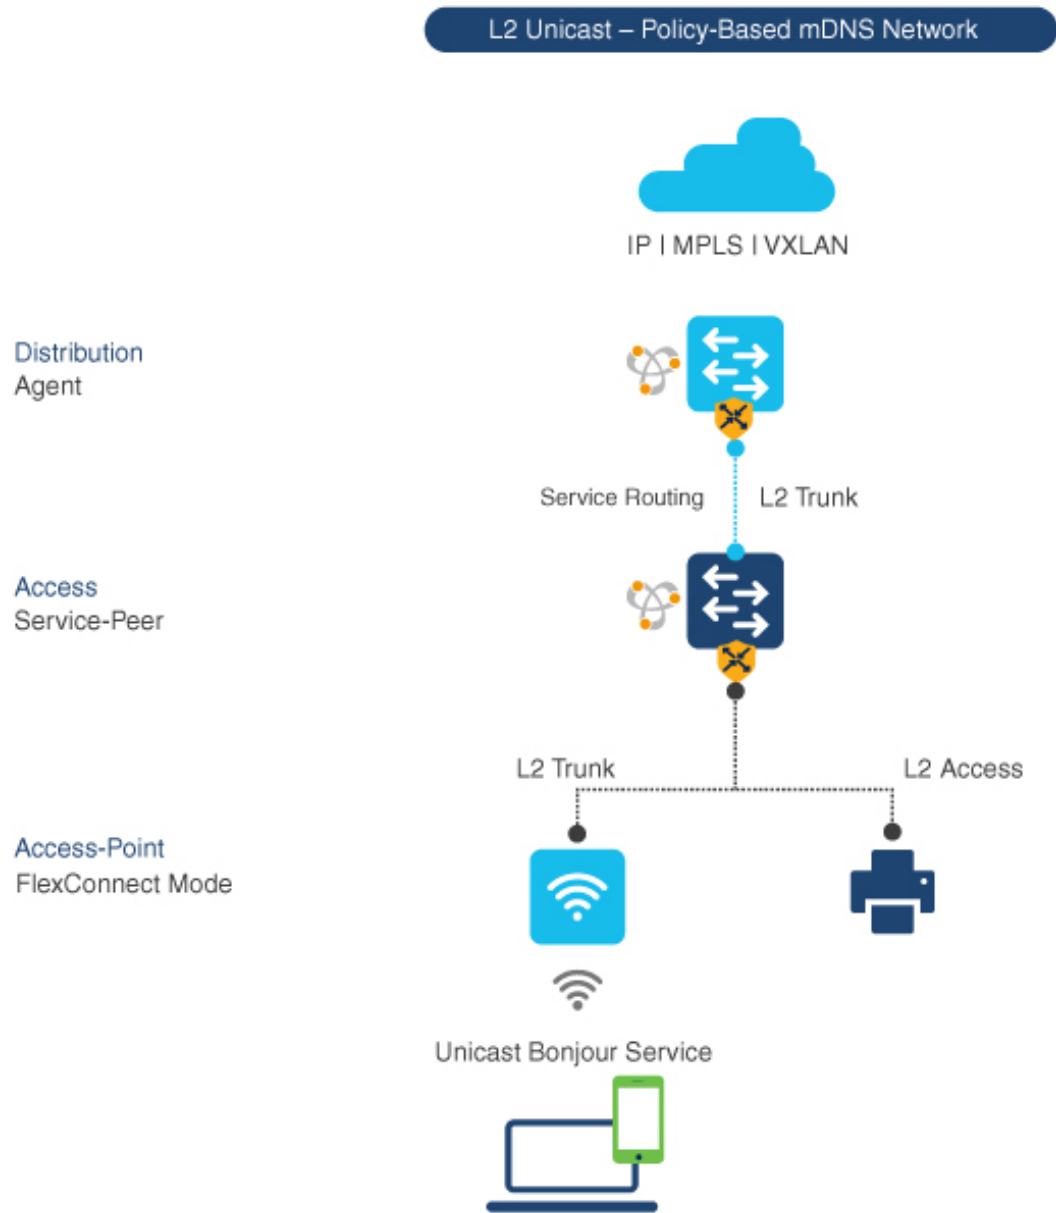 L2 Unicast – Policy-Based mDNS Network
IP | MPLS | VXLAN
Distribution
Agent
Service Routing
L2 Trunk
Access
Service-Peer
L2 Trunk
L2 Access
Access-Point
FlexConnect Mode
Unicast Bonjour Service